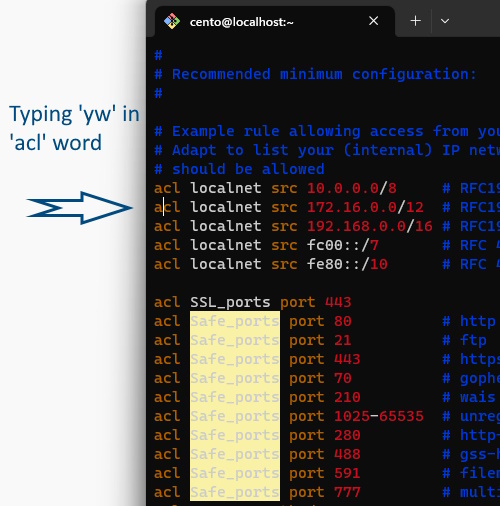 cento@localhost:~
Typing 'yw' in
'acl' word
#
# Recommended minimum configuration:
#
# Example rule allowing access from you
# Adapt to list your (internal) IP netw
# should be allowed
acl localnet src 10.0.0.0/8 # RFC19
acl localnet src 172.16.0.0/12 # RFC19
acl localnet src 192.168.0.0/16 # RFC19
acl localnet src fc00::/7 # RFC 4
acl localnet src fe80::/10 # RFC 4
acl SSL_ports port 443
acl Safe_ports port 80 # http
acl Safe_ports port 21 # ftp
acl Safe_ports port 443 # https
acl Safe_ports port 70 # gophe
acl Safe_ports port 210 # wais
acl Safe_ports port 1025-65535 # unreg
acl Safe_ports port 280 # http-
acl Safe_ports port 488 # gss-h
acl Safe_ports port 591 # filem
acl Safe_ports port 777 # multi